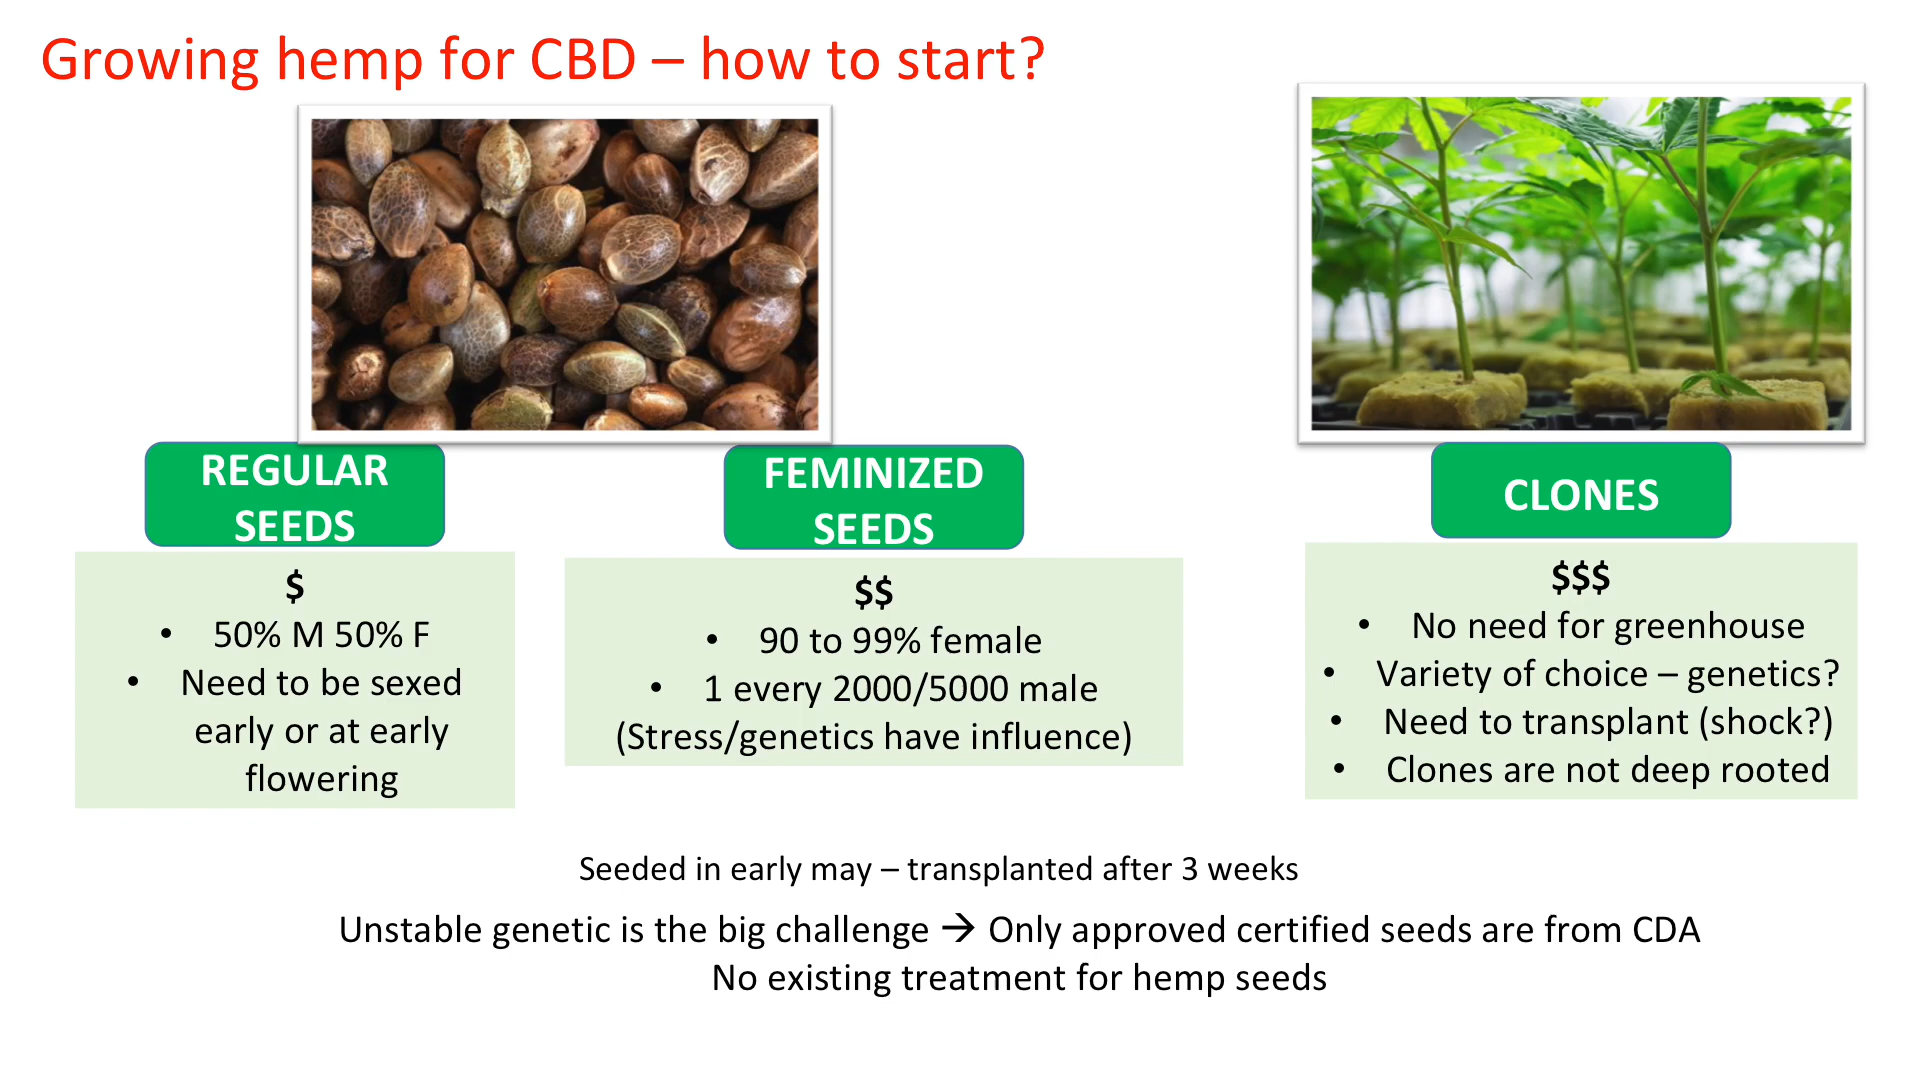 Growing hemp for CBD – how to start?
REGULAR
SEEDS
$
• 50% M 50% F
• Need to be sexed
early or at early
flowering
FEMINIZED
SEEDS
$$
• 90 to 99% female
• 1 every 2000/5000 male
(Stress/genetics have influence)
CLONES
$$$
• No need for greenhouse
• Variety of choice – genetics?
• Need to transplant (shock?)
• Clones are not deep rooted
Seeded in early may – transplanted after 3 weeks
Unstable genetic is the big challenge → Only approved certified seeds are from CDA
No existing treatment for hemp seeds